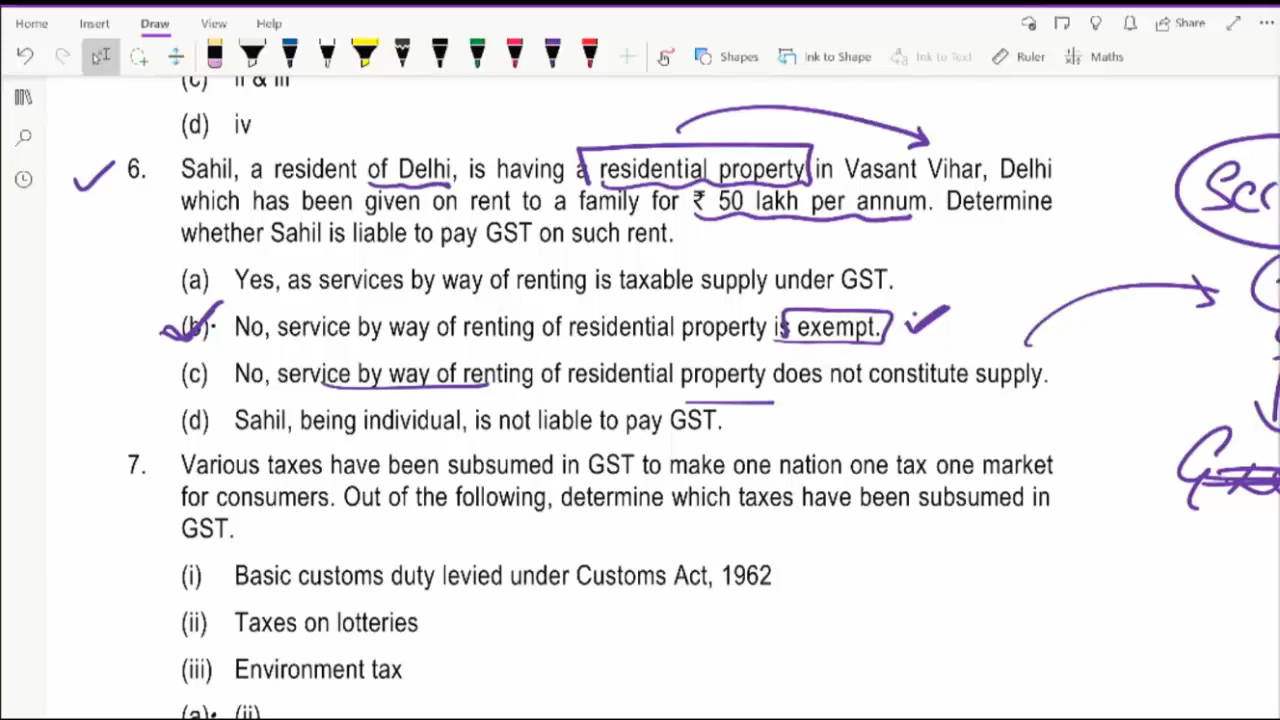 Home Insert Draw View Help Share
Shapes Ink to Shape Ink to Text Ruler Maths
(c) ii & iii
(d) iv
6. Sahil, a resident of Delhi, is having a residential property in Vasant Vihar, Delhi
which has been given on rent to a family for ₹ 50 lakh per annum. Determine
whether Sahil is liable to pay GST on such rent.
(a) Yes, as services by way of renting is taxable supply under GST.
(b) No, service by way of renting of residential property is exempt.
(c) No, service by way of renting of residential property does not constitute supply.
(d) Sahil, being individual, is not liable to pay GST.
7. Various taxes have been subsumed in GST to make one nation one tax one market
for consumers. Out of the following, determine which taxes have been subsumed in
GST.
(i) Basic customs duty levied under Customs Act, 1962
(ii) Taxes on lotteries
(iii) Environment tax
(a) (ii)